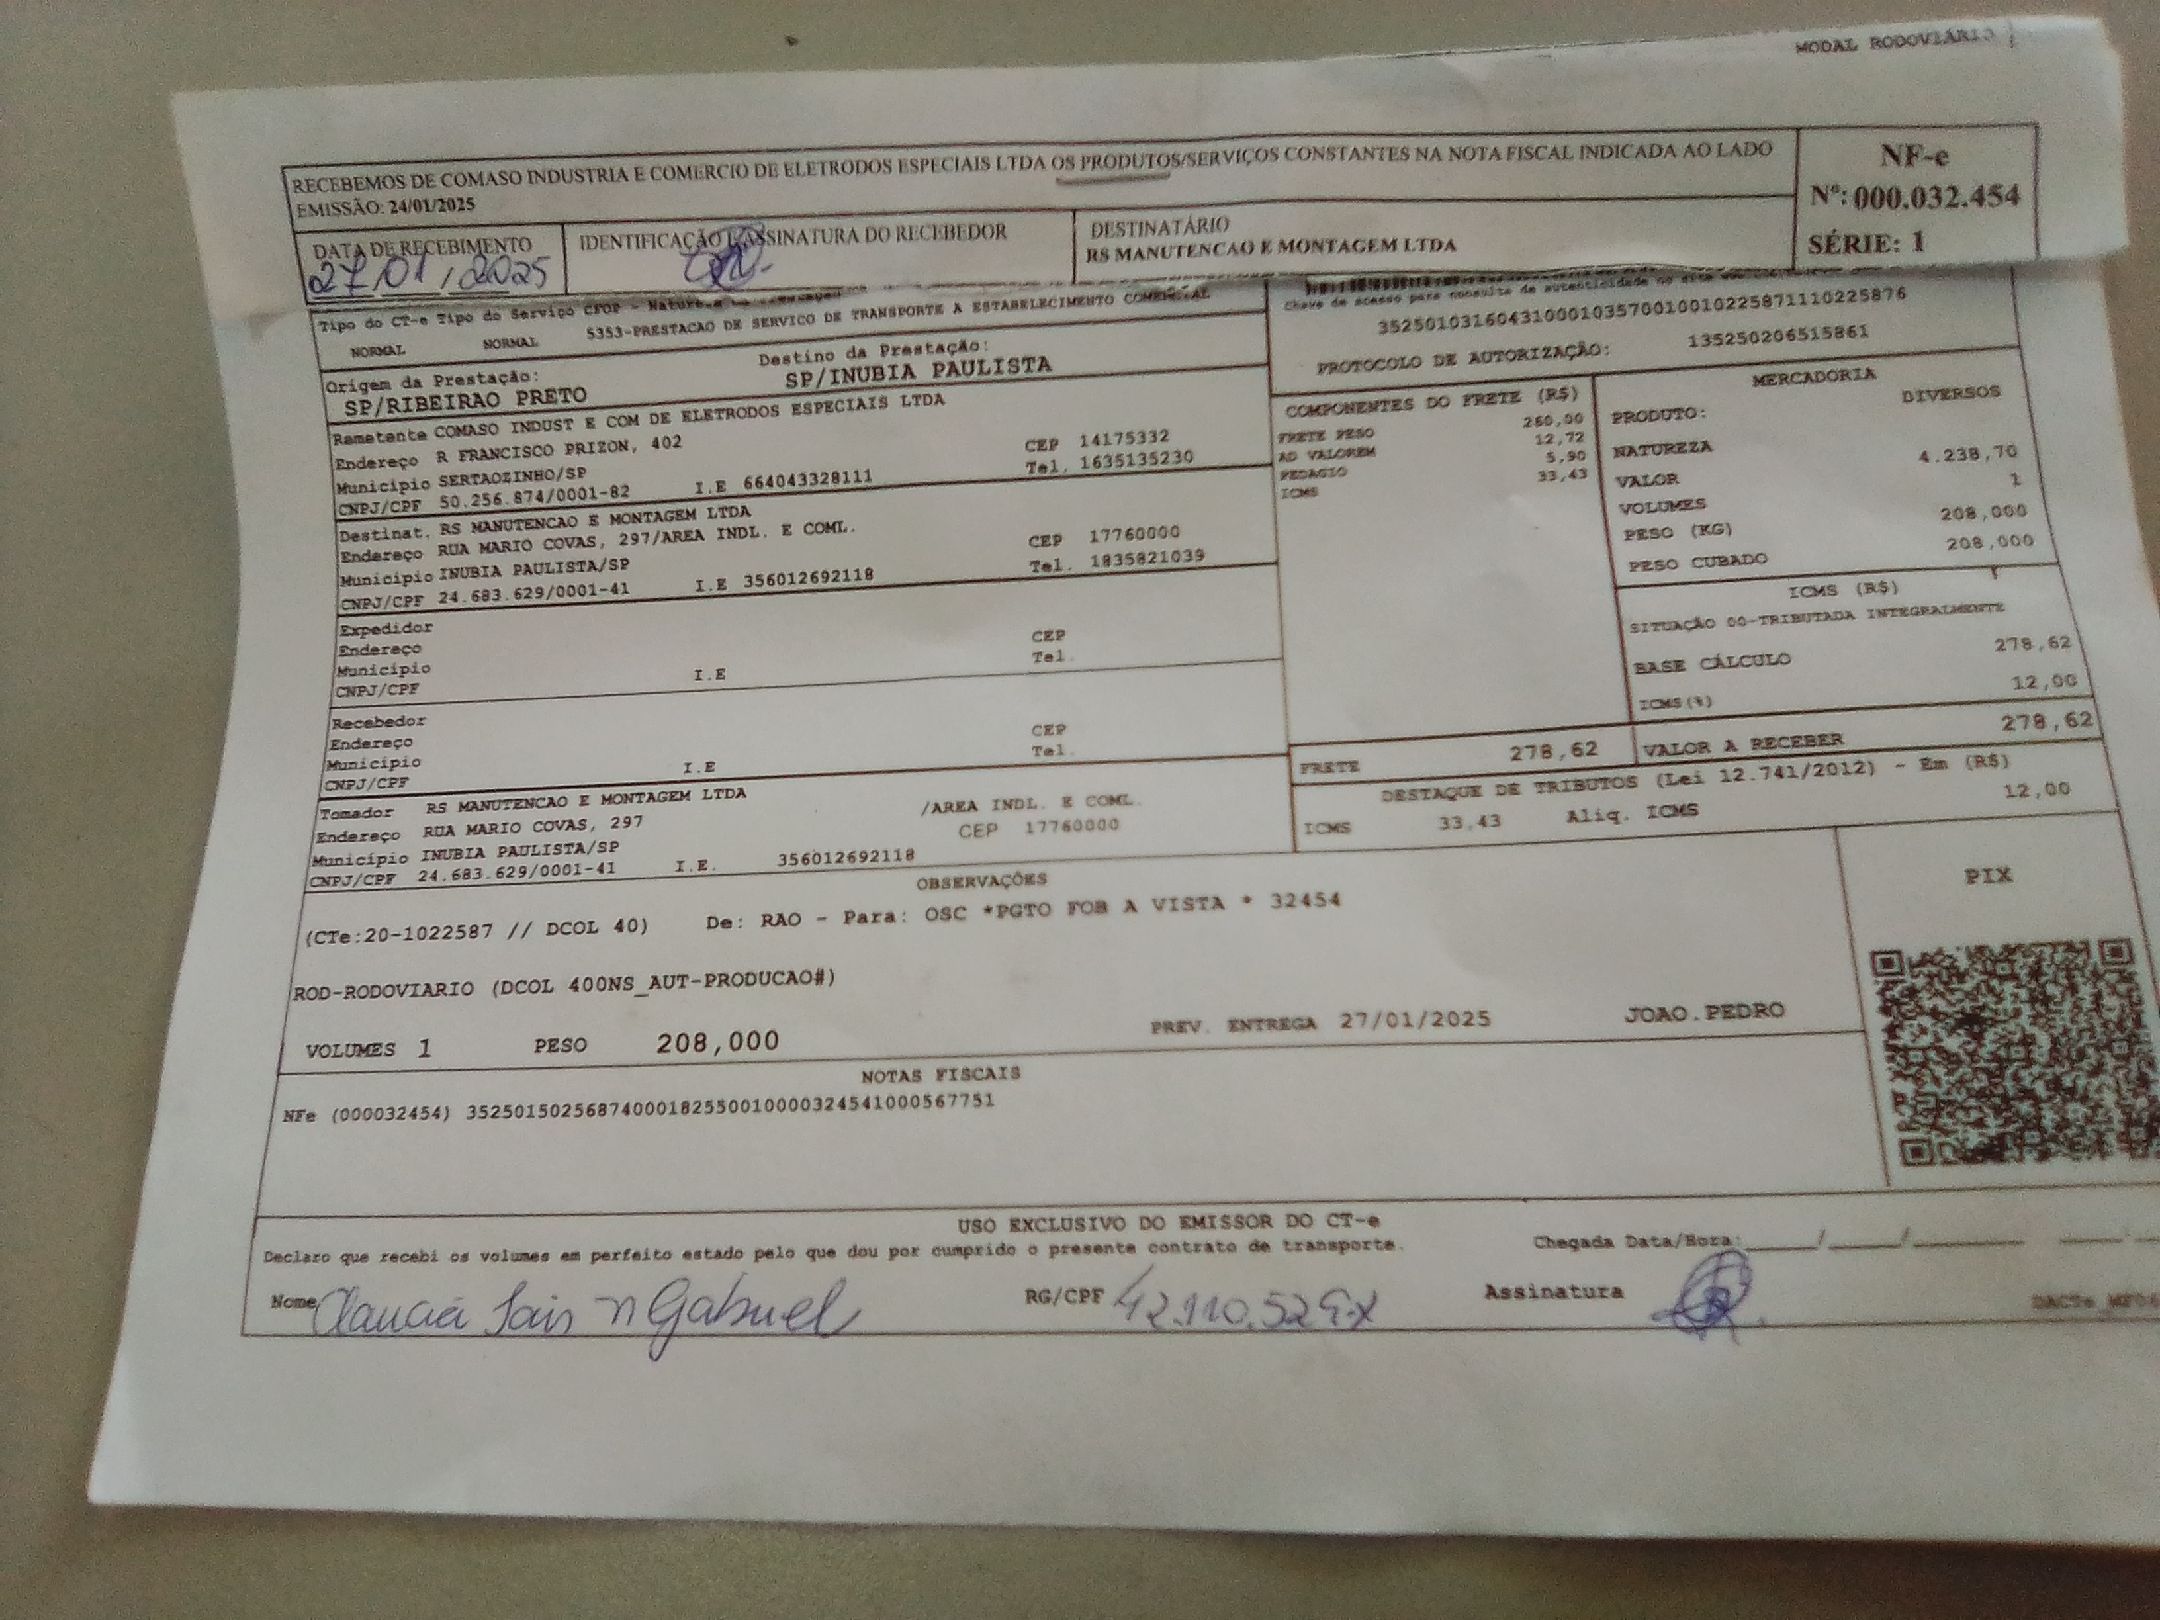 MODAL RODOVIÁRIO
RECEBEMOS DE COMASO INDUSTRIA E COMERCIO DE ELETRODOS ESPECIAIS LTDA OS PRODUTOS/SERVIÇOS CONSTANTES NA NOTA FISCAL INDICADA AO LADO
EMISSÃO: 24/01/2025
NF-e
Nº: 000.032.454
SÉRIE: 1
DATA DE RECEBIMENTO
27/01/2025
IDENTIFICAÇÃO E ASSINATURA DO RECEBEDOR
DESTINATÁRIO
RS MANUTENCAO E MONTAGEM LTDA
Tipo do CT-e Tipo do Serviço CFOP -
NORMAL NORMAL 5353-PRESTACAO DE SERVICO DE TRANSPORTE A ESTABELECIMENTO COMERCIAL
Chave de acesso para consulta de autenticidade no site
35250103160431000103570010010225871110225876
PROTOCOLO DE AUTORIZAÇÃO: 135250206515861
Origem da Prestação: Destino da Prestação:
SP/RIBEIRAO PRETO SP/INUBIA PAULISTA
Remetente COMASO INDUST E COM DE ELETRODOS ESPECIAIS LTDA
Endereço R FRANCISCO PRIZON, 402 CEP 14175332
Município SERTAOZINHO/SP Tel. 1635135230
CNPJ/CPF 50.256.874/0001-82 I.E 664043328111
Destinat. RS MANUTENCAO E MONTAGEM LTDA
Endereço RUA MARIO COVAS, 297/AREA INDL. E COML. CEP 17760000
Município INUBIA PAULISTA/SP Tel. 1835821039
CNPJ/CPF 24.683.629/0001-41 I.E 356012692118
Expedidor
Endereço CEP
Município Tel.
CNPJ/CPF I.E
Recebedor
Endereço CEP
Município Tel.
CNPJ/CPF I.E
Tomador RS MANUTENCAO E MONTAGEM LTDA
Endereço RUA MARIO COVAS, 297 /AREA INDL. E COML.
Município INUBIA PAULISTA/SP CEP 17760000
CNPJ/CPF 24.683.629/0001-41 I.E. 356012692118
COMPONENTES DO FRETE (R$)
FRETE PESO 260,00
AD VALOREM 12,72
PEDAGIO 5,90
ICMS 33,43
MERCADORIA
PRODUTO: DIVERSOS
NATUREZA
VALOR 4.238,70
VOLUMES 1
PESO (KG) 208,000
PESO CUBADO 208,000
ICMS (R$)
SITUAÇÃO 00-TRIBUTADA INTEGRALMENTE
BASE CÁLCULO 278,62
ICMS(%) 12,00
FRETE 278,62 VALOR A RECEBER 278,62
DESTAQUE DE TRIBUTOS (Lei 12.741/2012) - Em (R$)
ICMS 33,43 Aliq. ICMS 12,00
OBSERVAÇÕES
(CTe:20-1022587 // DCOL 40) De: RAO - Para: OSC *PGTO FOB A VISTA * 32454
PIX
ROD-RODOVIARIO (DCOL 400NS_AUT-PRODUCAO#)
VOLUMES 1 PESO 208,000 PREV. ENTREGA 27/01/2025 JOAO.PEDRO
NOTAS FISCAIS
NFe (000032454) 35250150256874000182550010000324541000567751
USO EXCLUSIVO DO EMISSOR DO CT-e
Declaro que recebi os volumes em perfeito estado pelo que dou por cumprido o presente contrato de transporte. Chegada Data/Hora:
Nome Gabriel RG/CPF 42.110.529-X Assinatura